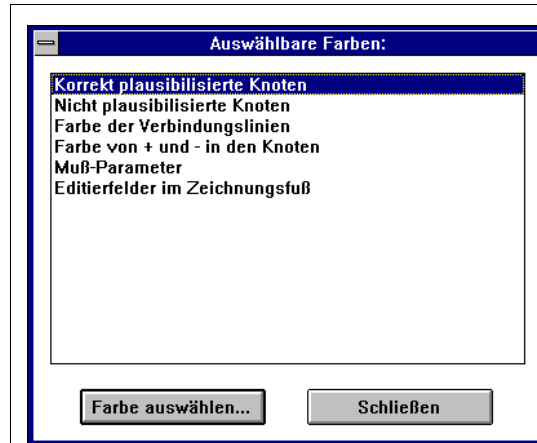 Auswählbare Farben:
Korrekt plausibilisierte Knoten
Nicht plausibilisierte Knoten
Farbe der Verbindungslinien
Farbe von + und - in den Knoten
Muß-Parameter
Editierfelder im Zeichnungsfuß
Farbe auswählen...
Schließen